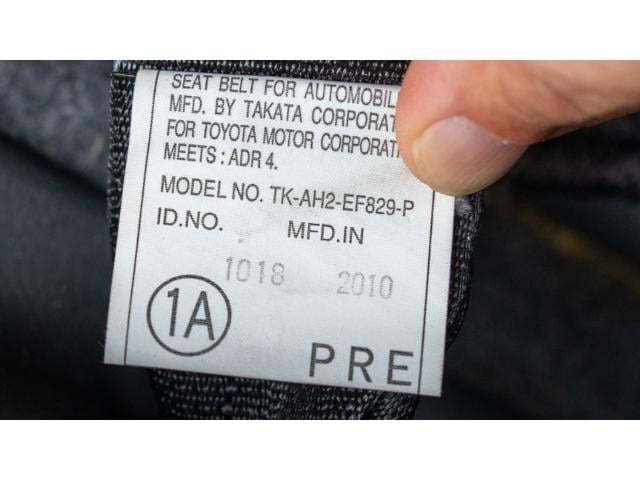 SEAT BELT FOR AUTOMOBIL
MFD. BY TAKATA CORPORAT
FOR TOYOTA MOTOR CORPORATI
MEETS : ADR 4.
MODEL NO. TK-AH2-EF829-P
ID.NO. MFD.IN
1018 2010
1A
PRE